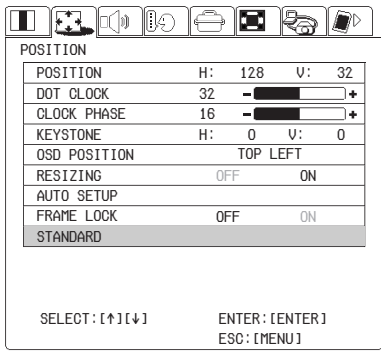 POSITION
POSITION H: 128 V: 32
DOT CLOCK 32 - +
CLOCK PHASE 16 - +
KEYSTONE H: 0 V: 0
OSD POSITION TOP LEFT
RESIZING OFF ON
AUTO SETUP
FRAME LOCK OFF ON
STANDARD
SELECT:[↑][↓] ENTER:[ENTER]
ESC:[MENU]